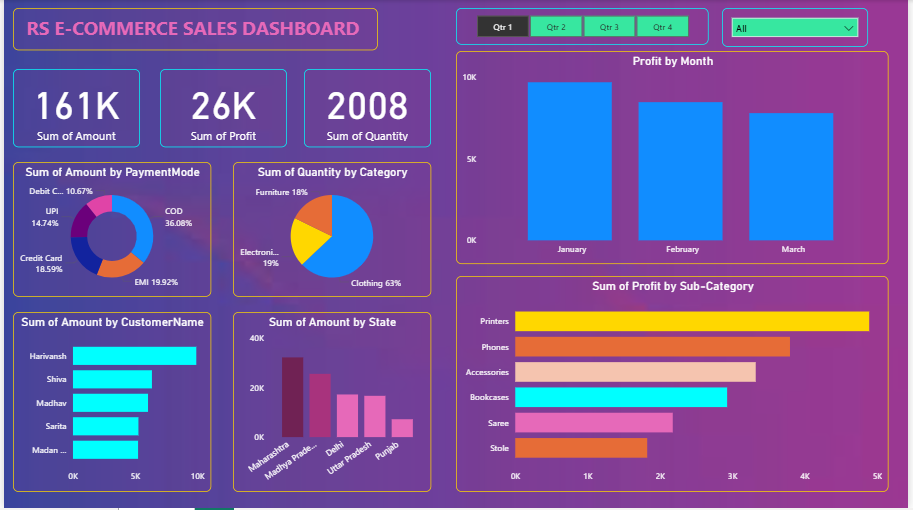 RS E-COMMERCE SALES DASHBOARD
Qtr 1
Qtr 2
Qtr 3
Qtr 4
All
161K
Sum of Amount
26K
Sum of Profit
2008
Sum of Quantity
Profit by Month
10K
5K
0K
January
February
March
Sum of Amount by PaymentMode
Debit C... 10.67%
UPI
14.74%
COD
36.08%
Credit Card
18.59%
EMI 19.92%
Sum of Quantity by Category
Furniture 18%
Electroni...
19%
Clothing 63%
Sum of Profit by Sub-Category
Printers
Phones
Accessories
Bookcases
Saree
Stole
0K
1K
2K
3K
4K
5K
Sum of Amount by CustomerName
Harivansh
Shiva
Madhav
Sarita
Madan ...
0K
5K
10K
Sum of Amount by State
40K
20K
0K
Maharashtra
Madhya Prade...
Delhi
Uttar Pradesh
Punjab